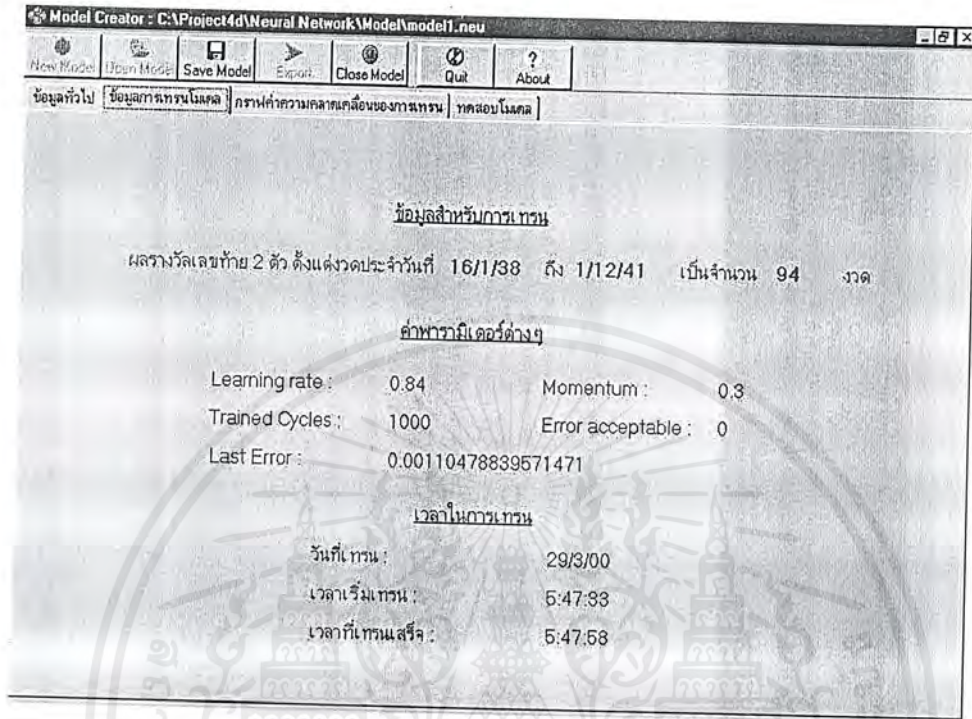 Model Creator : C:\Project4d\Neural Network\Model\model1.neu
New Model Open Model Save Model Export Close Model Quit About
ข้อมูลทั่วไป ข้อมูลการเทรนโมเดล กราฟค่าความคลาดเคลื่อนของการเทรน ทดสอบโมเดล
ข้อมูลสำหรับการเทรน
ผลรางวัลเลขท้าย 2 ตัว ตั้งแต่งวดประจำวันที่ 16/1/38 ถึง 1/12/41 เป็นจำนวน 94 งวด
ค่าพารามิเตอร์ต่างๆ
Learning rate : 0.84 Momentum : 0.3
Trained Cycles : 1000 Error acceptable : 0
Last Error : 0.00110478839571471
เวลาในการเทรน
วันที่เทรน : 29/3/00
เวลาเริ่มเทรน : 5:47:33
เวลาที่เทรนเสร็จ : 5:47:58